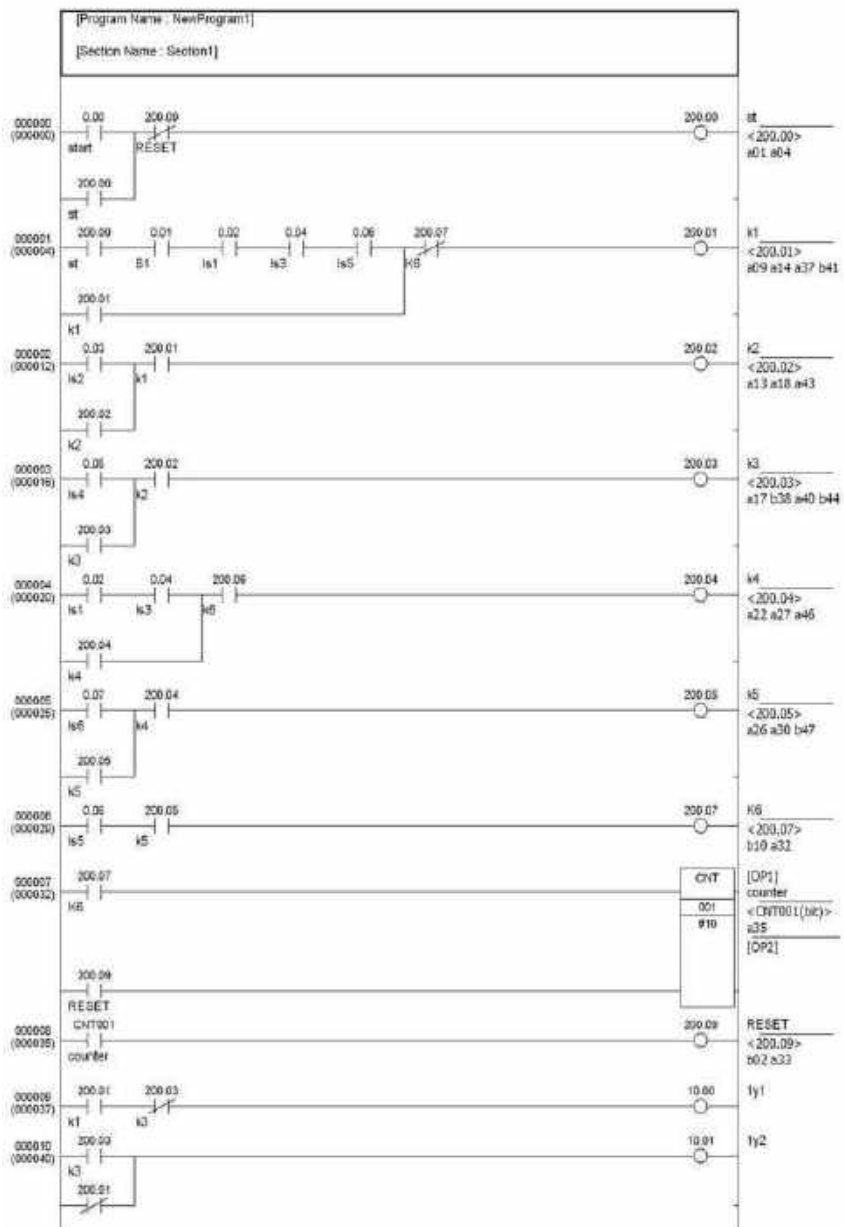 [Program Name : NewProgram1]
[Section Name : Section1]
000000
(000000)
0.00
200.09
200.00
st
start
RESET
<200.00>
a01 a04
200.00
st
000001
(000004)
0.01
0.02
0.04
0.06
200.07
200.01
k1
st
ls1
ls3
ls5
K6
<200.01>
a09 a14 a37 b41
200.01
k1
000002
(000012)
0.03
200.01
200.02
k2
ls2
k1
<200.02>
a13 a18 a43
200.02
k2
000003
(000016)
0.05
200.02
200.03
k3
ls4
k2
<200.03>
a17 b38 a40 b44
200.03
k3
000004
(000020)
0.02
0.04
200.04
k4
ls1
ls3
<200.04>
a22 a27 a46
200.04
k4
000005
(000025)
0.07
200.04
200.05
k5
ls6
k4
<200.05>
a26 a30 b47
200.05
k5
000006
(000029)
0.06
200.05
200.07
K6
ls5
k5
<200.07>
b10 a32
000007
(000032)
200.07
CNT
[OP1]
K6
counter
001
<CNT001(bit)>
#10
a35
[OP2]
200.09
RESET
000008
(000035)
CNT001
200.09
RESET
counter
<200.09>
b02 a33
000009
(000037)
200.01
200.03
10.00
1y1
k1
k3
000010
(000040)
200.03
10.01
1y2
k3
200.01